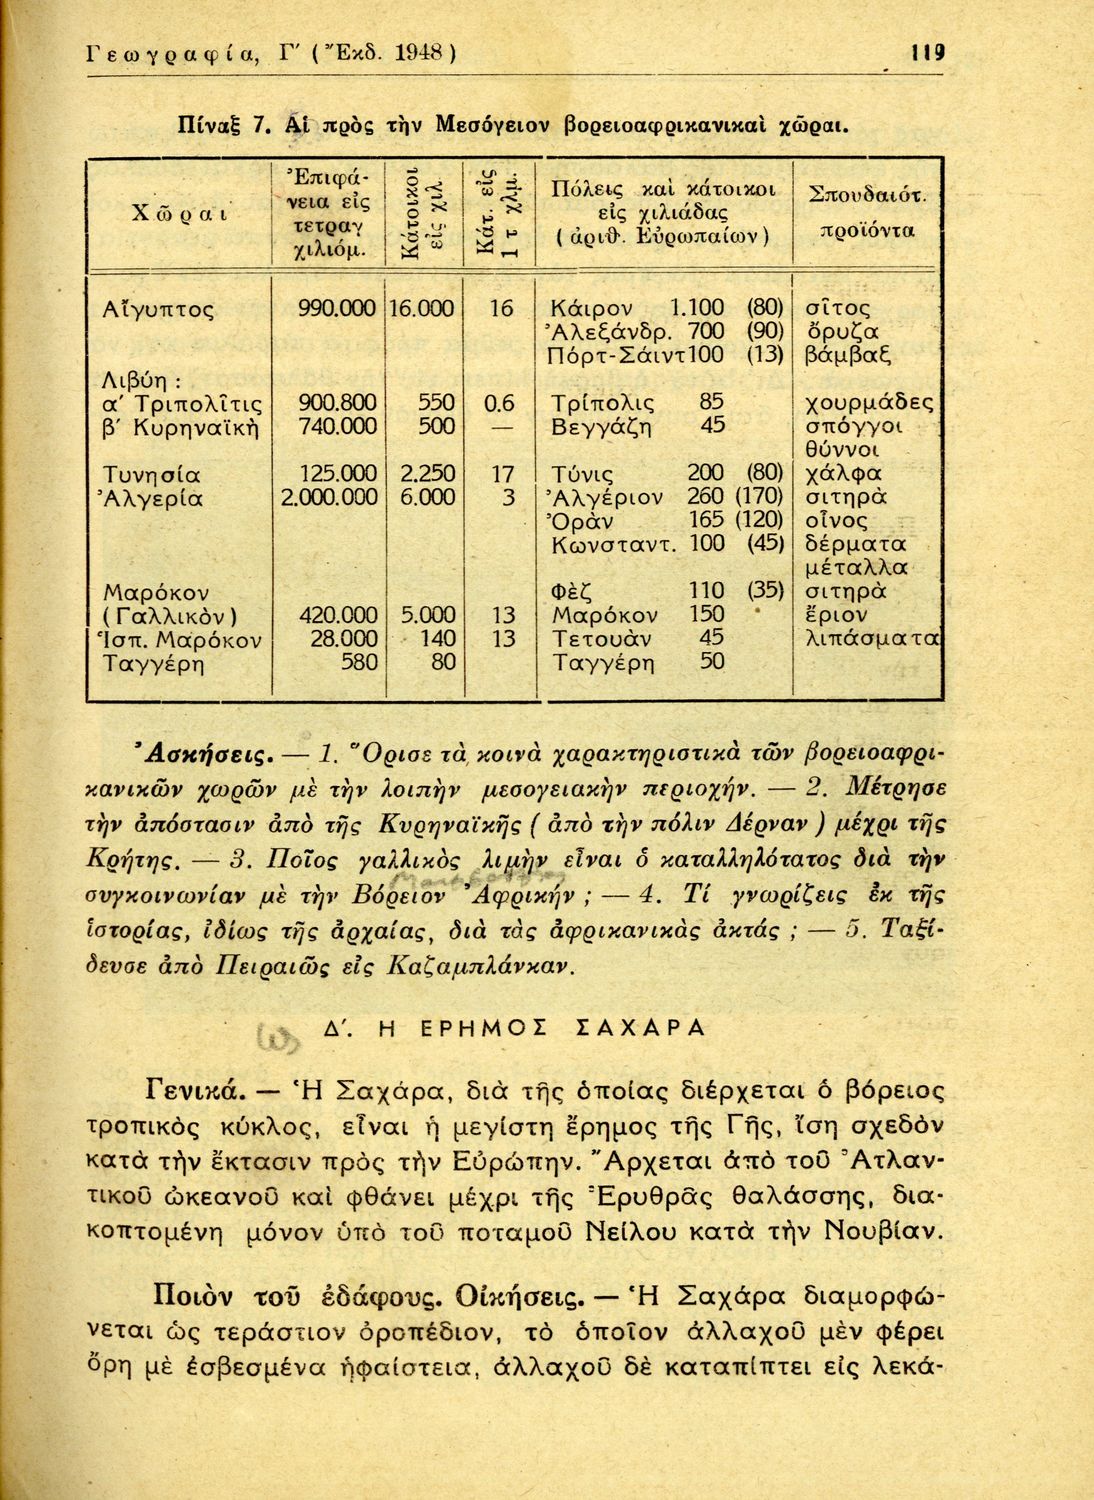 Γεωγραφία, Γ′ (Ἔκδ. 1948)	119
Πίναξ 7. Αἱ πρὸς τὴν Μεσόγειον βορειοαφρικανικαὶ χῶραι.
Χῶραι	Ἐπιφάνεια εἰς τετραγ χιλιόμ.	Κάτοικοι εἰς χιλ.	Κάτ. εἰς 1 τ χλμ.	Πόλεις καὶ κάτοικοι εἰς χιλιάδας (ἀριθ. Εὐρωπαίων)	Σπουδαιότ. προϊόντα
Αἴγυπτος	990.000	16.000	16	Κάιρον 1.100 (80)	σῖτος
Ἀλεξάνδρ. 700 (90)	ὄρυζα
Πόρτ-Σάιντ 100 (13)	βάμβαξ
Λιβύη :
α′ Τριπολῖτις	900.800	550	0.6	Τρίπολις 85	χουρμάδες
β′ Κυρηναϊκὴ	740.000	500	—	Βεγγάζη 45	σπόγγοι
θύννοι
Τυνησία	125.000	2.250	17	Τύνις 200 (80)	χάλφα
Ἀλγερία	2.000.000	6.000	3	Ἀλγέριον 260 (170)	σιτηρὰ
Ὀρὰν 165 (120)	οἶνος
Κωνσταντ. 100 (45)	δέρματα
μέταλλα
Μαρόκον	Φὲζ 110 (35)	σιτηρὰ
(Γαλλικὸν)	420.000	5.000	13	Μαρόκον 150	ἔριον
Ἱσπ. Μαρόκον	28.000	140	13	Τετουὰν 45	λιπάσματα
Ταγγέρη	580	80	Ταγγέρη 50
Ἀσκήσεις. — 1. Ὅρισε τὰ κοινὰ χαρακτηριστικὰ τῶν βορειοαφρι-
κανικῶν χωρῶν μὲ τὴν λοιπὴν μεσογειακὴν περιοχήν. — 2. Μέτρησε
τὴν ἀπόστασιν ἀπὸ τῆς Κυρηναϊκῆς (ἀπὸ τὴν πόλιν Δέρναν) μέχρι τῆς
Κρήτης. — 3. Ποῖος γαλλικὸς λιμὴν εἶναι ὁ καταλληλότατος διὰ τὴν
συγκοινωνίαν μὲ τὴν Βόρειον Ἀφρικήν ; — 4. Τί γνωρίζεις ἐκ τῆς
ἱστορίας, ἰδίως τῆς ἀρχαίας, διὰ τὰς ἀφρικανικὰς ἀκτάς ; — 5. Ταξί-
δευσε ἀπὸ Πειραιῶς εἰς Καζαμπλάνκαν.
Δ′. Η ΕΡΗΜΟΣ ΣΑΧΑΡΑ
Γενικά. — Ἡ Σαχάρα, διὰ τῆς ὁποίας διέρχεται ὁ βόρειος
τροπικὸς κύκλος, εἶναι ἡ μεγίστη ἔρημος τῆς Γῆς, ἴση σχεδὸν
κατὰ τὴν ἔκτασιν πρὸς τὴν Εὐρώπην. Ἄρχεται ἀπὸ τοῦ Ἀτλαν-
τικοῦ ὠκεανοῦ καὶ φθάνει μέχρι τῆς Ἐρυθρᾶς θαλάσσης, δια-
κοπτομένη μόνον ὑπὸ τοῦ ποταμοῦ Νείλου κατὰ τὴν Νουβίαν.
Ποιὸν τοῦ ἐδάφους. Οἰκήσεις. — Ἡ Σαχάρα διαμορφώ-
νεται ὡς τεράστιον ὀροπέδιον, τὸ ὁποῖον ἀλλαχοῦ μὲν φέρει
ὄρη μὲ ἐσβεσμένα ἡφαίστεια, ἀλλαχοῦ δὲ καταπίπτει εἰς λεκά-